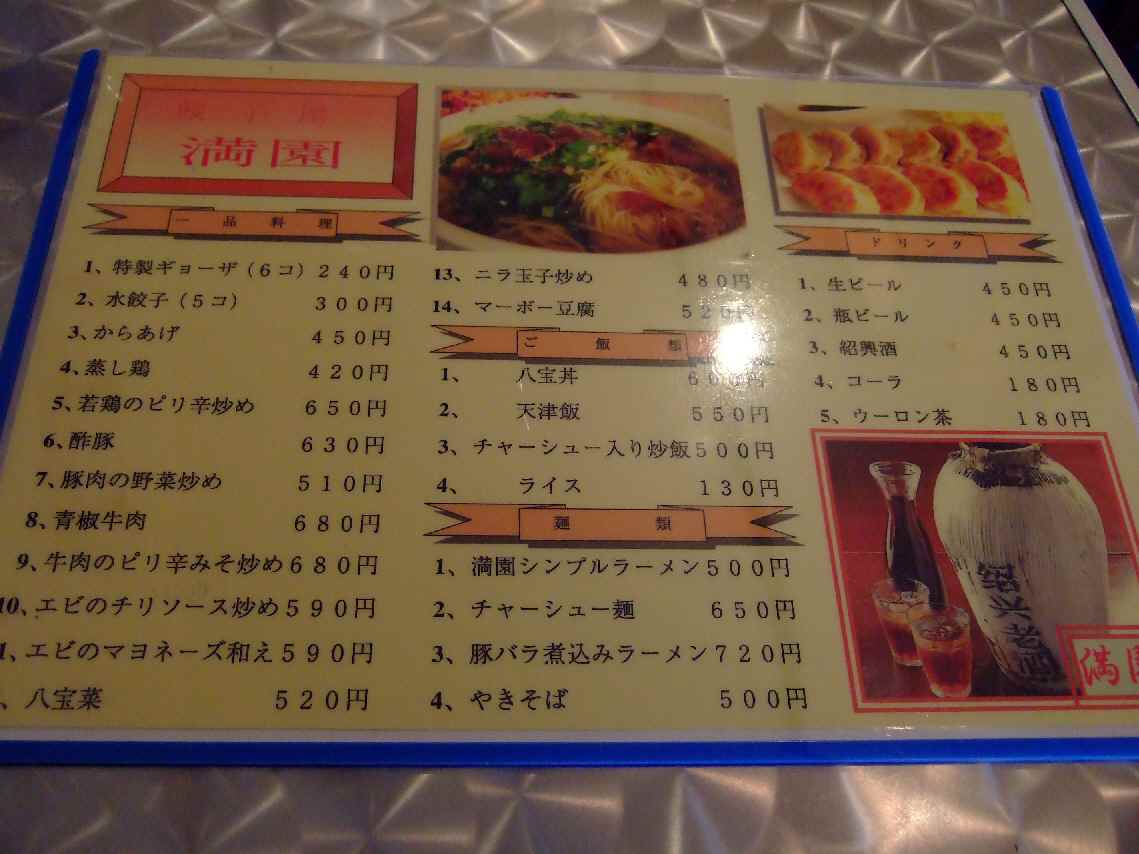 餃子房
満園
一品料理
1、特製ギョーザ（６コ）２４０円
2、水餃子（５コ） ３００円
3、からあげ ４５０円
4、蒸し鶏 ４２０円
5、若鶏のピリ辛炒め ６５０円
6、酢豚 ６３０円
7、豚肉の野菜炒め ５１０円
8、青椒牛肉 ６８０円
9、牛肉のピリ辛みそ炒め ６８０円
10、エビのチリソース炒め ５９０円
1、エビのマヨネーズ和え ５９０円
、八宝菜 ５２０円
13、ニラ玉子炒め ４８０円
14、マーボー豆腐 ５２０円
ご飯類
1、 八宝丼 ６００円
2、 天津飯 ５５０円
3、チャーシュー入り炒飯 ５００円
4、 ライス １３０円
麺類
1、満園シンプルラーメン ５００円
2、チャーシュー麺 ６５０円
3、豚バラ煮込みラーメン ７２０円
4、やきそば ５００円
ドリング
1、生ビール ４５０円
2、瓶ビール ４５０円
3、紹興酒 ４５０円
4、コーラ １８０円
5、ウーロン茶 １８０円
満園